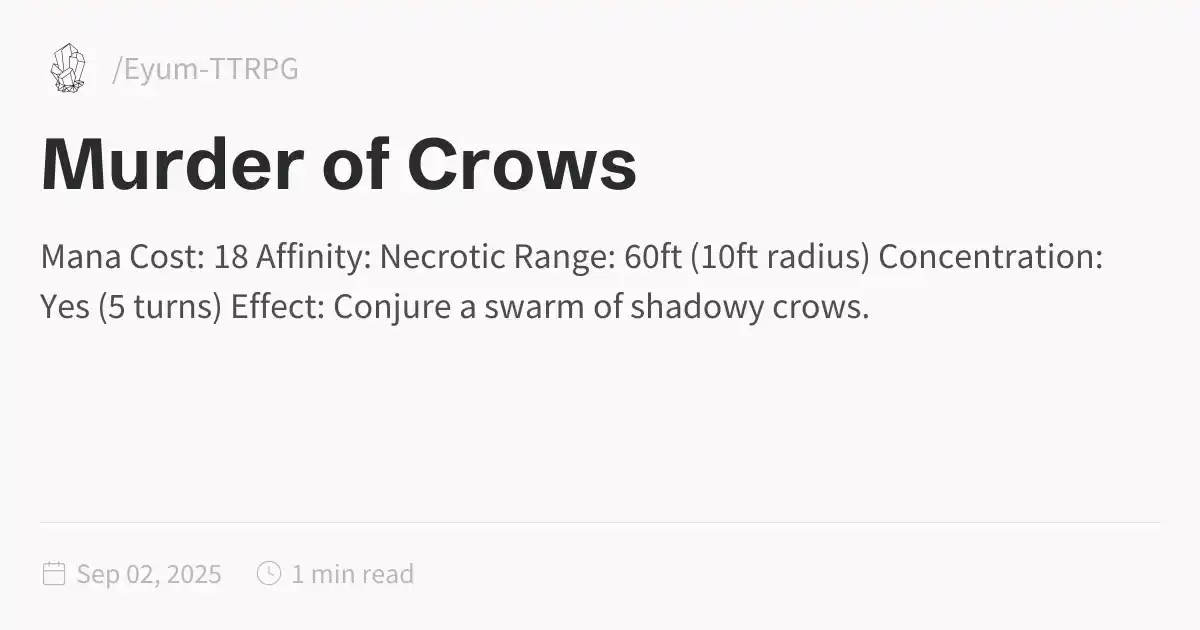 /Eyum-TTRPG
Murder of Crows
Mana Cost: 18 Affinity: Necrotic Range: 60ft (10ft radius) Concentration:
Yes (5 turns) Effect: Conjure a swarm of shadowy crows.
Sep 02, 2025 1 min read